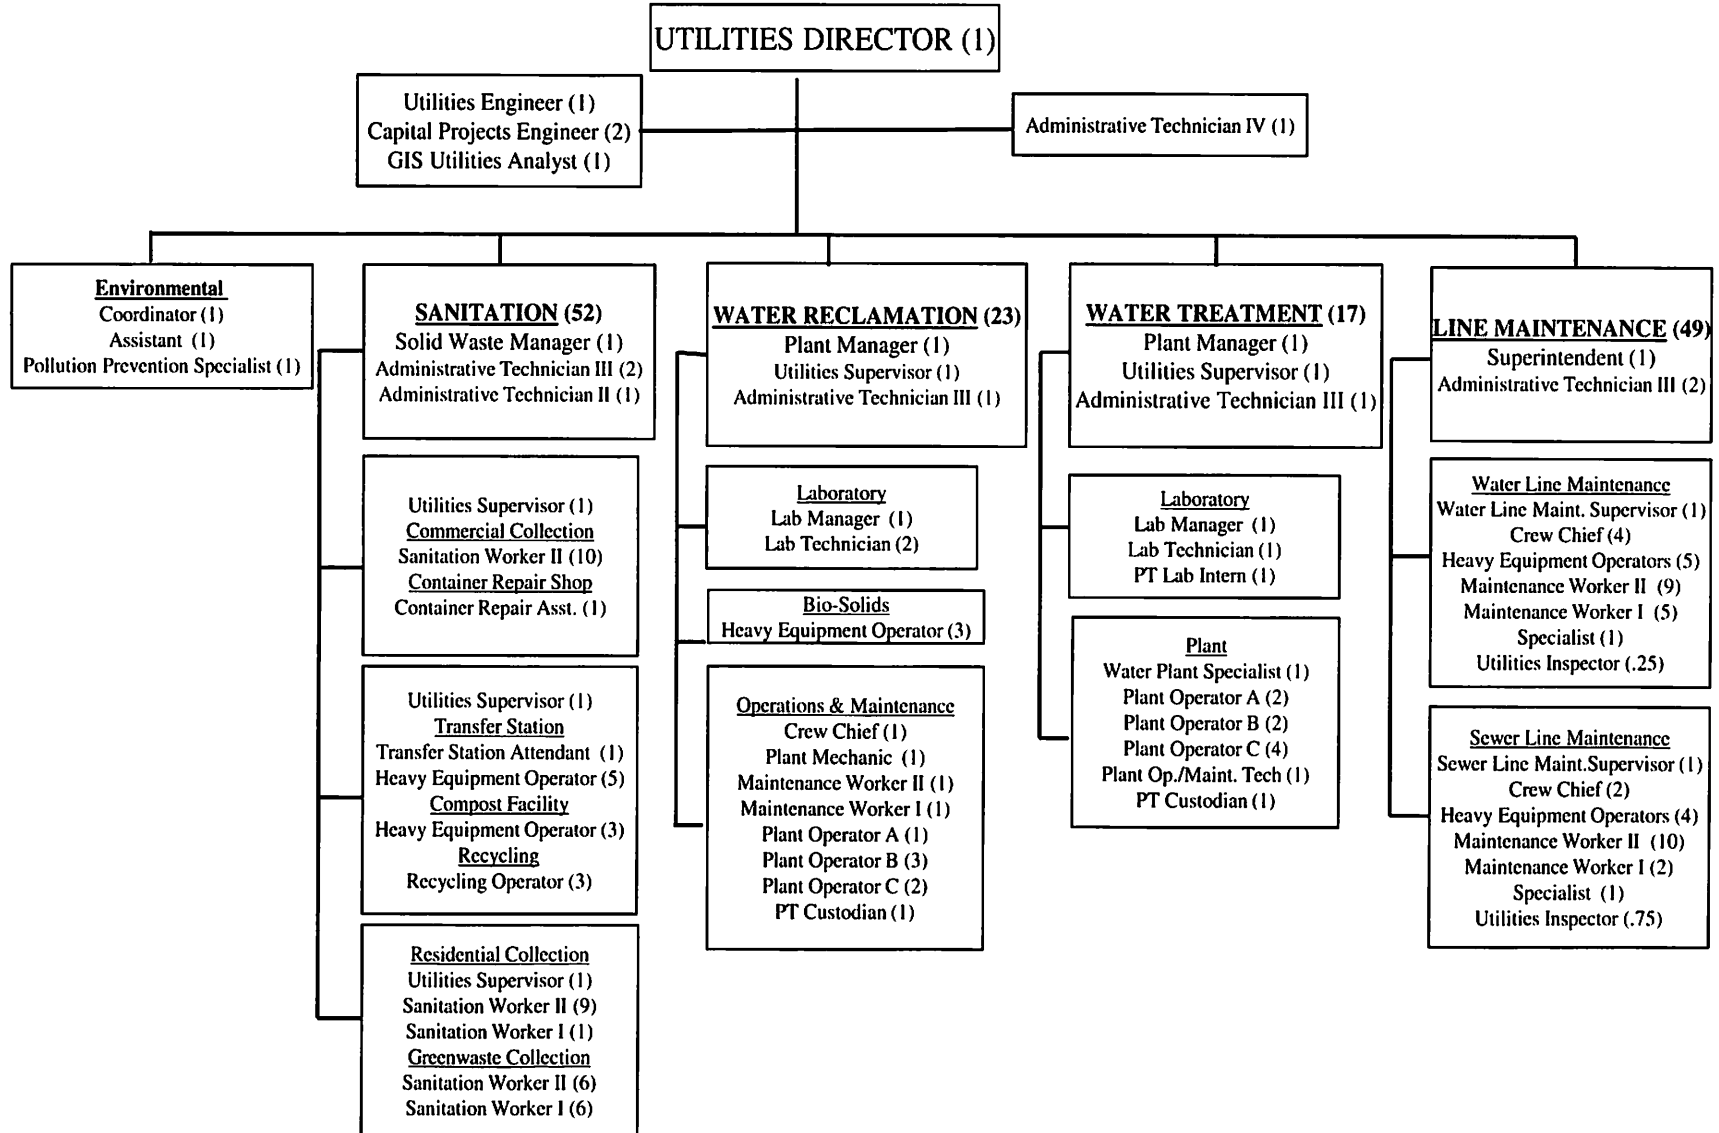 UTILITIES DIRECTOR (1)
Utilities Engineer (1)
Capital Projects Engineer (2)
GIS Utilities Analyst (1)
Administrative Technician IV (1)
Environmental
Coordinator (1)
Assistant (1)
Pollution Prevention Specialist (1)
SANITATION (52)
Solid Waste Manager (1)
Administrative Technician III (2)
Administrative Technician II (1)
Utilities Supervisor (1)
Commercial Collection
Sanitation Worker II (10)
Container Repair Shop
Container Repair Asst. (1)
Utilities Supervisor (1)
Transfer Station
Transfer Station Attendant (1)
Heavy Equipment Operator (5)
Compost Facility
Heavy Equipment Operator (3)
Recycling
Recycling Operator (3)
Residential Collection
Utilities Supervisor (1)
Sanitation Worker II (9)
Sanitation Worker I (1)
Greenwaste Collection
Sanitation Worker II (6)
Sanitation Worker I (6)
WATER RECLAMATION (23)
Plant Manager (1)
Utilities Supervisor (1)
Administrative Technician III (1)
Laboratory
Lab Manager (1)
Lab Technician (2)
Bio-Solids
Heavy Equipment Operator (3)
Operations & Maintenance
Crew Chief (1)
Plant Mechanic (1)
Maintenance Worker II (1)
Maintenance Worker I (1)
Plant Operator A (1)
Plant Operator B (3)
Plant Operator C (2)
PT Custodian (1)
WATER TREATMENT (17)
Plant Manager (1)
Utilities Supervisor (1)
Administrative Technician III (1)
Laboratory
Lab Manager (1)
Lab Technician (1)
PT Lab Intern (1)
Plant
Water Plant Specialist (1)
Plant Operator A (2)
Plant Operator B (2)
Plant Operator C (4)
Plant Op./Maint. Tech (1)
PT Custodian (1)
LINE MAINTENANCE (49)
Superintendent (1)
Administrative Technician III (2)
Water Line Maintenance
Water Line Maint. Supervisor (1)
Crew Chief (4)
Heavy Equipment Operators (5)
Maintenance Worker II (9)
Maintenance Worker I (5)
Specialist (1)
Utilities Inspector (.25)
Sewer Line Maintenance
Sewer Line Maint.Supervisor (1)
Crew Chief (2)
Heavy Equipment Operators (4)
Maintenance Worker II (10)
Maintenance Worker I (2)
Specialist (1)
Utilities Inspector (.75)